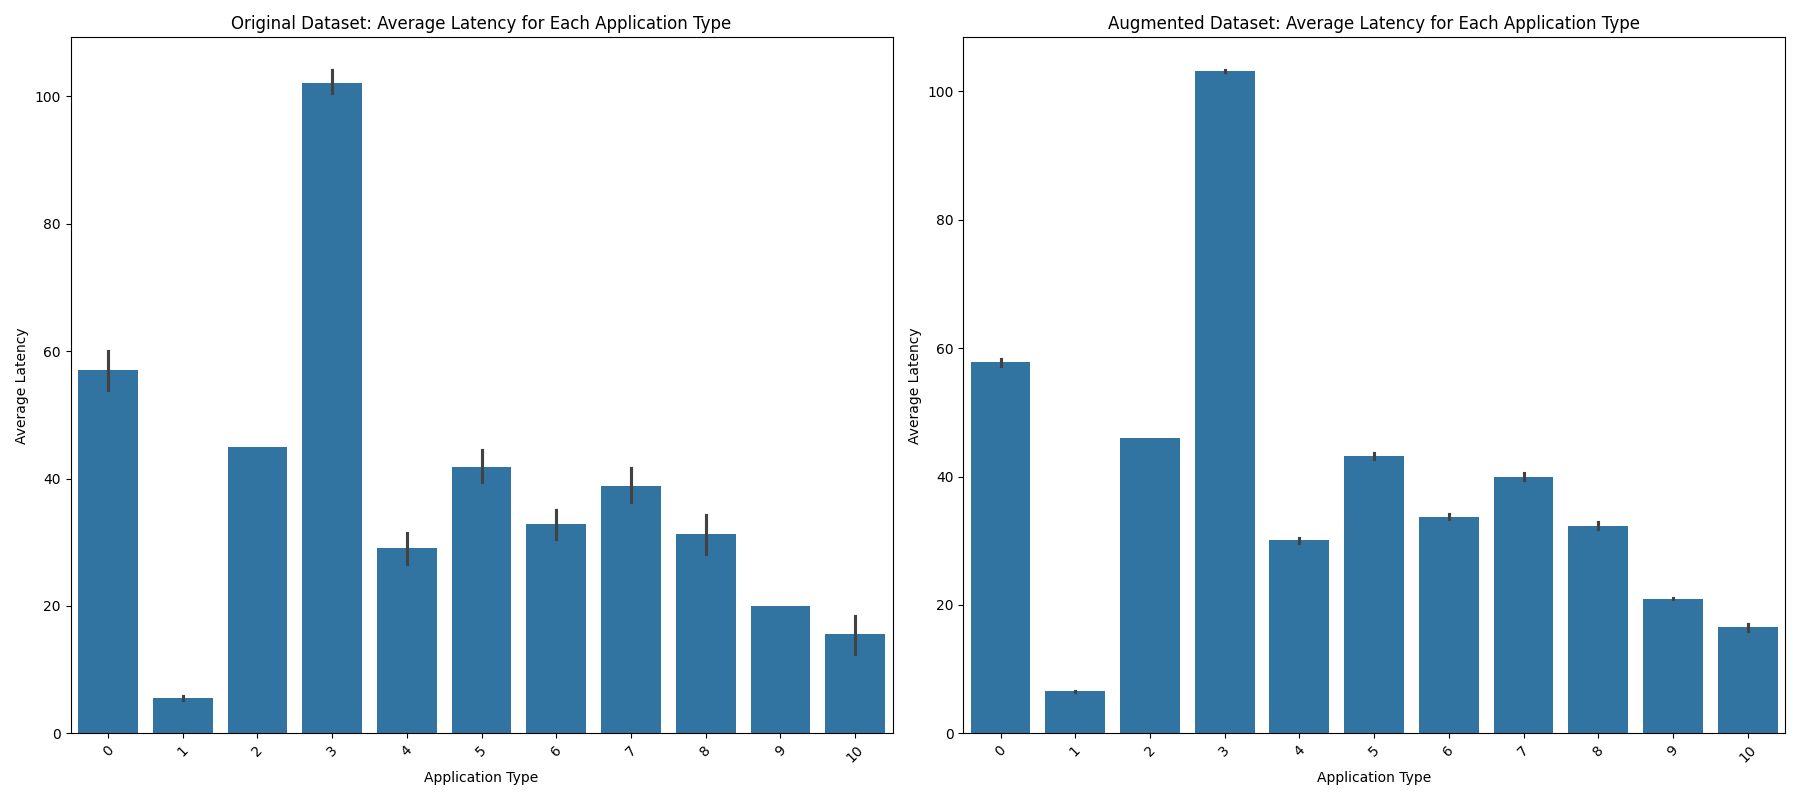 Original Dataset: Average Latency for Each Application Type
Average Latency
100
80
60
40
20
0
0 1 2 3 4 5 6 7 8 9 10
Application Type
Augmented Dataset: Average Latency for Each Application Type
Average Latency
100
80
60
40
20
0
0 1 2 3 4 5 6 7 8 9 10
Application Type